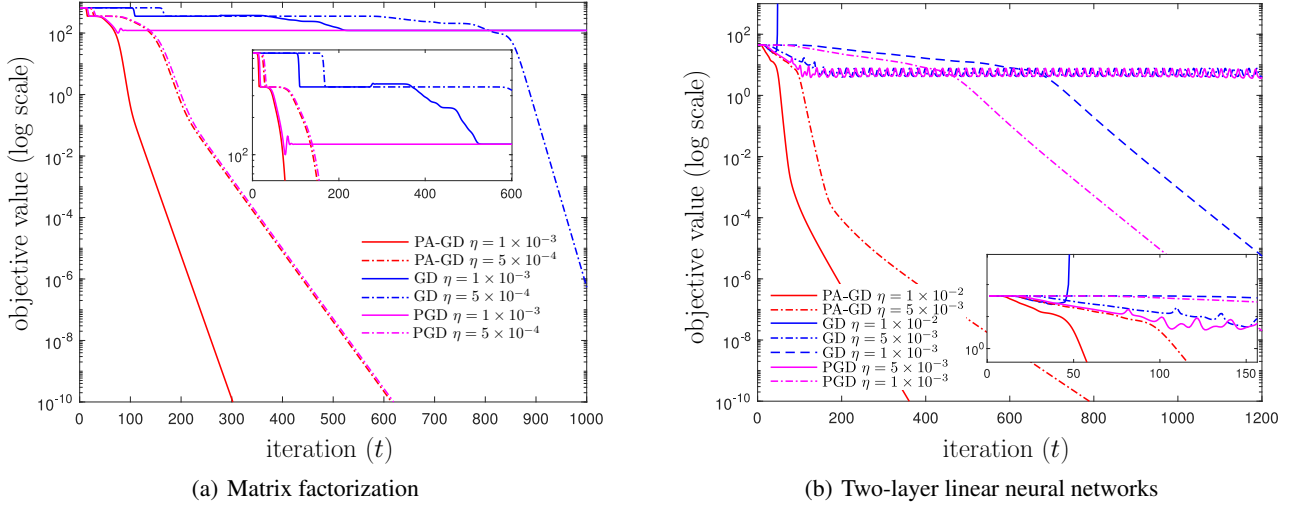 objective value (log scale)
10^2
10^0
10^-2
10^-4
10^-6
10^-8
10^-10
10^2
0
200
400
600
PA-GD η = 1 × 10^-3
PA-GD η = 5 × 10^-4
GD η = 1 × 10^-3
GD η = 5 × 10^-4
PGD η = 1 × 10^-3
PGD η = 5 × 10^-4
0 100 200 300 400 500 600 700 800 900 1000
iteration (t)
(a) Matrix factorization
objective value (log scale)
10^2
10^0
10^-2
10^-4
10^-6
10^-8
10^-10
PA-GD η = 1 × 10^-2
PA-GD η = 5 × 10^-3
GD η = 1 × 10^-2
GD η = 5 × 10^-3
GD η = 1 × 10^-3
PGD η = 5 × 10^-3
PGD η = 1 × 10^-3
10^0
0 50 100 150
0 200 400 600 800 1000 1200
iteration (t)
(b) Two-layer linear neural networks